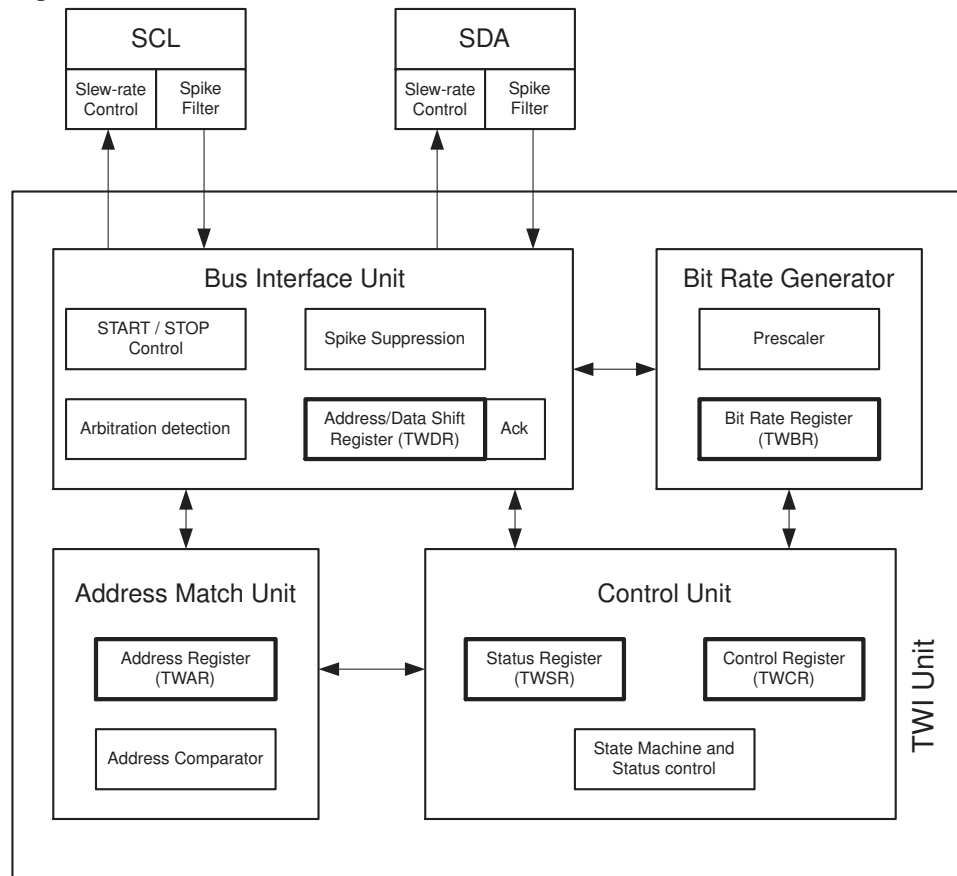 SCL
SDA
Slew-rate
Control
Spike
Filter
Slew-rate
Control
Spike
Filter
Bus Interface Unit
START / STOP
Control
Spike Suppression
Arbitration detection
Address/Data Shift
Register (TWDR)
Ack
Bit Rate Generator
Prescaler
Bit Rate Register
(TWBR)
Address Match Unit
Address Register
(TWAR)
Address Comparator
Control Unit
Status Register
(TWSR)
Control Register
(TWCR)
State Machine and
Status control
TWI Unit